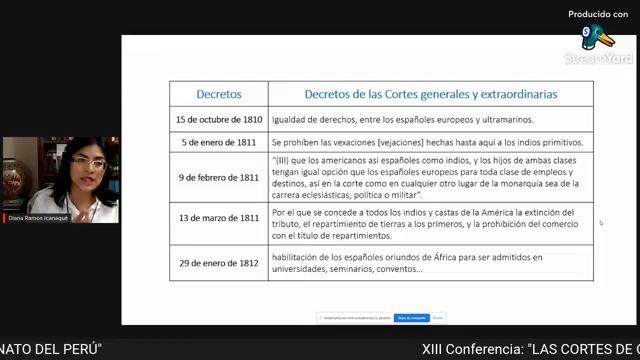 Producido con
StreamYard
Decretos
Decretos de las Cortes generales y extraordinarias
15 de octubre de 1810
Igualdad de derechos, entre los españoles europeos y ultramarinos.
5 de enero de 1811
Se prohíben las vexaciones [vejaciones] hechas hasta aquí a los indios primitivos.
9 de febrero de 1811
"(III) que los americanos asi españoles como indios, y los hijos de ambas clases
tengan igual opción que los españoles europeos para toda clase de empleos y
destinos, así en la corte como en cualquier otro lugar de la monarquía sea de la
carrera eclesiásticas, política o militar".
13 de marzo de 1811
Por el que se concede a todos los indios y castas de la América la extinción del
tributo, el repartimiento de tierras a los primeros, y la prohibición del comercio
con el título de repartimientos.
29 de enero de 1812
habilitación de los españoles oriundos de África para ser admitidos en
universidades, seminarios, conventos...
Diana Ramos Icanaqué
NATO DEL PERÚ"
XIII Conferencia: "LAS CORTES DE